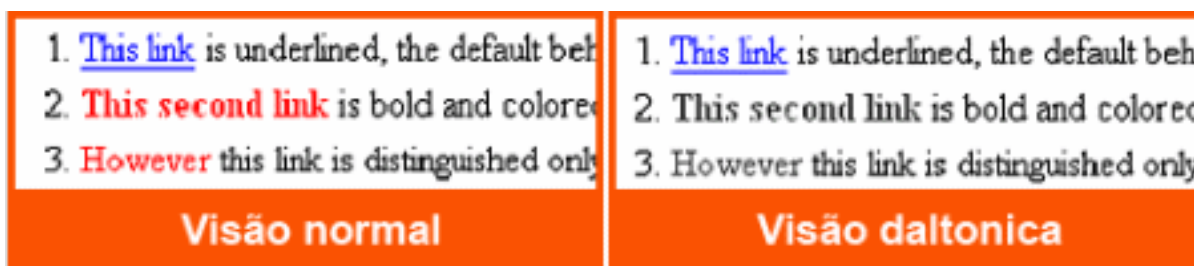 1. This link is underlined, the default beh
2. This second link is bold and colored
3. However this link is distinguished only
Visão normal
1. This link is underlined, the default beh
2. This second link is bold and colored
3. However this link is distinguished only
Visão daltonica